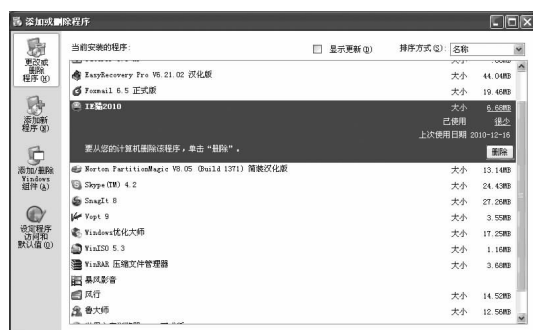 添加或删除程序
当前安装的程序:
显示更新(D)
排序方式(S): 名称
更改或
删除
程序(H)
添加新
程序(N)
添加/删除
Windows
组件(A)
设定程序
访问和
默认值(O)
EasyRecovery Pro V6.21.02 汉化版 大小 44.04MB
Foxmail 6.5 正式版 大小 19.46MB
IE猫2010 大小 6.68MB
已使用 很少
上次使用日期 2010-12-16
要从您的计算机删除该程序，单击“删除”。 删除
Norton PartitionMagic V8.05 (Build 1371) 简装汉化版 大小 13.14MB
Skype(TM) 4.2 大小 24.43MB
SnagIt 8 大小 27.26MB
Vopt 9 大小 3.55MB
Windows优化大师 大小 17.25MB
WinISO 5.3 大小 1.16MB
WinRAR 压缩文件管理器 大小 3.68MB
暴风影音
风行 大小 14.52MB
鲁大师 大小 12.56MB